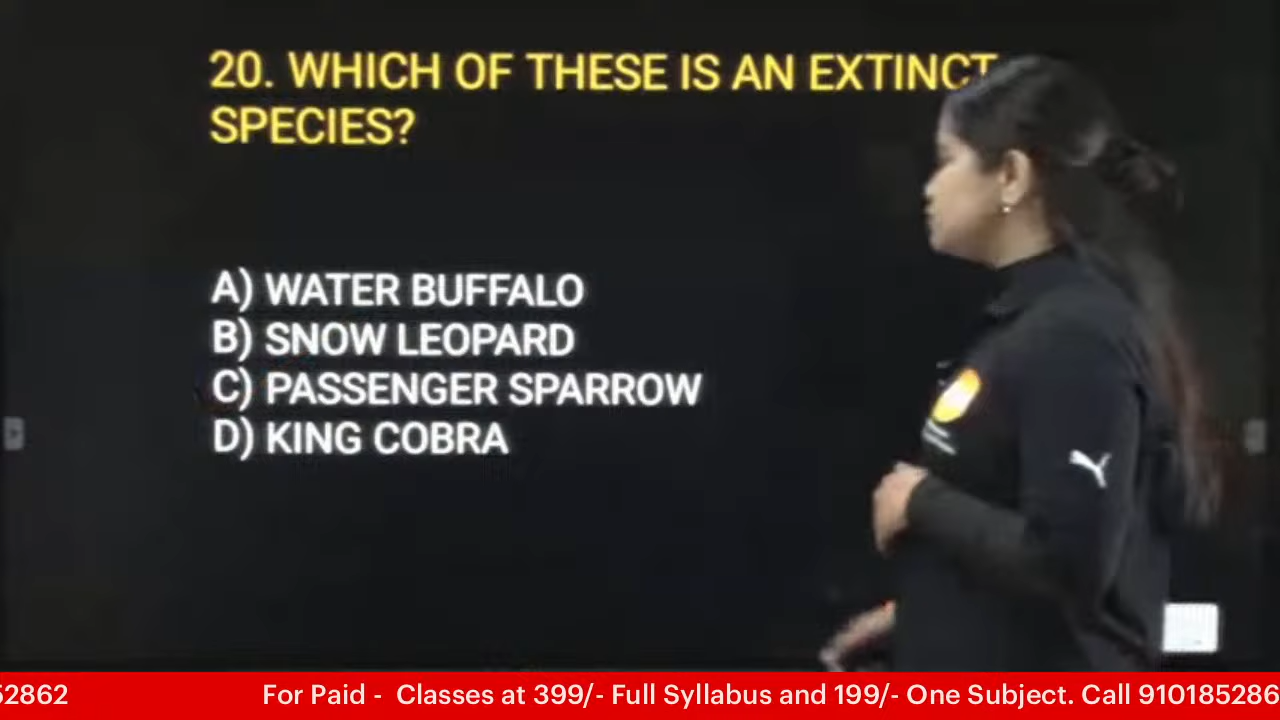 20. WHICH OF THESE IS AN EXTINCT
SPECIES?
A) WATER BUFFALO
B) SNOW LEOPARD
C) PASSENGER SPARROW
D) KING COBRA
52862 For Paid - Classes at 399/- Full Syllabus and 199/- One Subject. Call 910185286